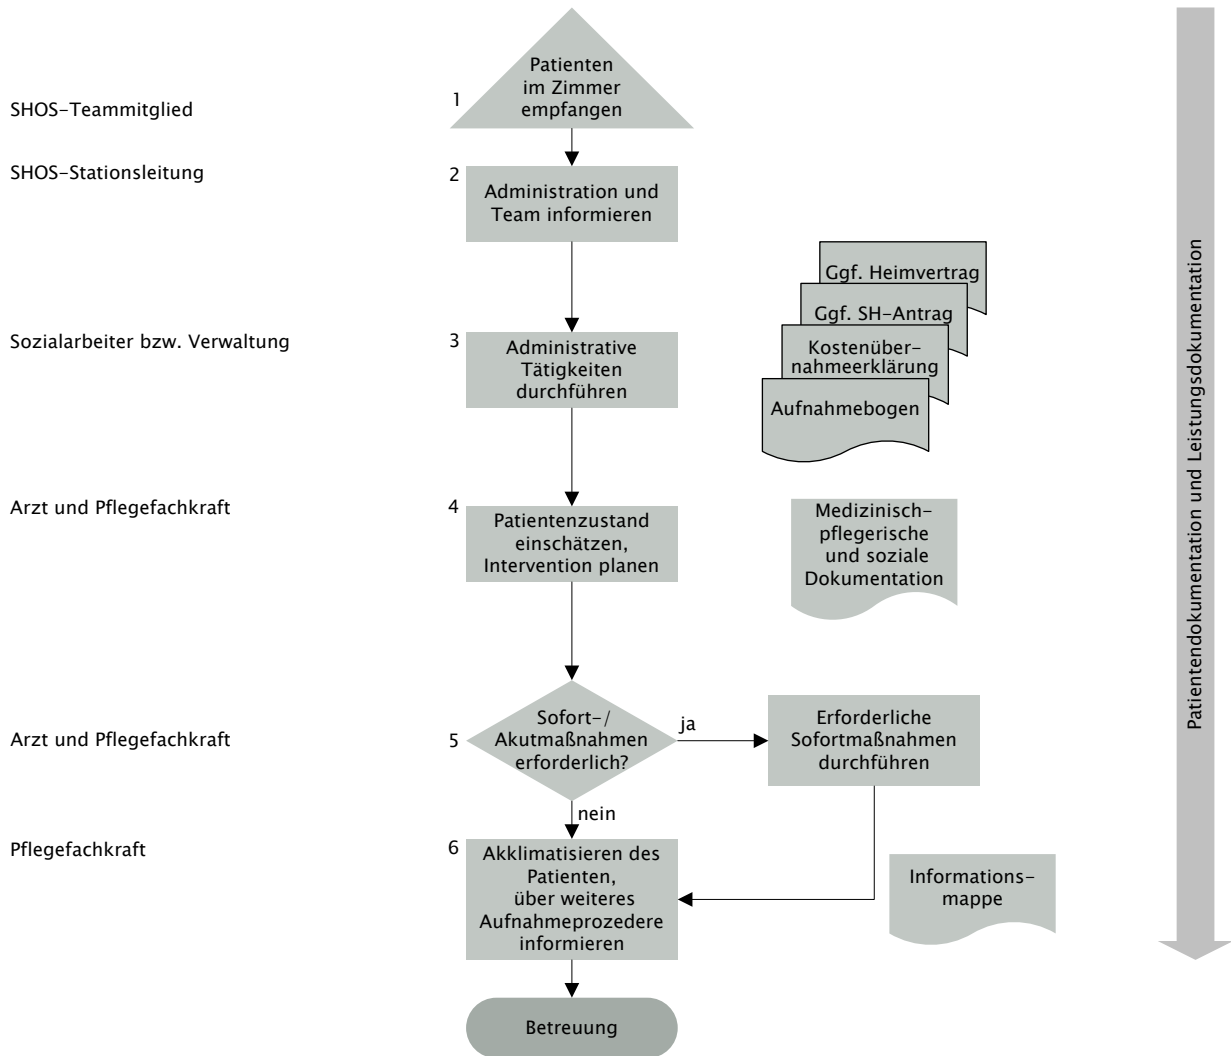 Patienten
im Zimmer
empfangen
1
SHOS-Teammitglied
SHOS-Stationsleitung
2
Administration und
Team informieren
Ggf. Heimvertrag
Ggf. SH-Antrag
Kostenüber-
nahmeerklärung
Aufnahmebogen
Sozialarbeiter bzw. Verwaltung
3
Administrative
Tätigkeiten
durchführen
Arzt und Pflegefachkraft
4
Patientenzustand
einschätzen,
Intervention planen
Medizinisch-
pflegerische
und soziale
Dokumentation
Arzt und Pflegefachkraft
5
Sofort-/
Akutmaßnahmen
erforderlich?
ja
Erforderliche
Sofortmaßnahmen
durchführen
nein
Pflegefachkraft
6
Akklimatisieren des
Patienten,
über weiteres
Aufnahmeprozedere
informieren
Informations-
mappe
Betreuung
Patientendokumentation und Leistungsdokumentation